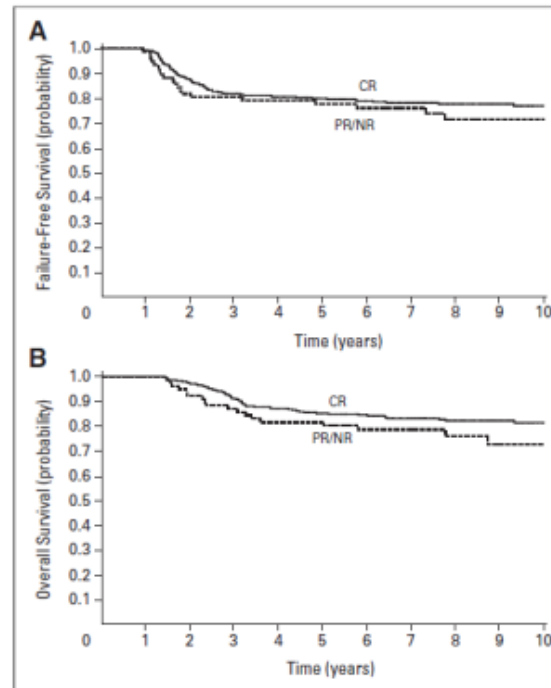 A
Failure-Free Survival (probability)
1.0
0.9
0.8
0.7
0.6
0.5
0.4
0.3
0.2
0.1
CR
PR/NR
0 1 2 3 4 5 6 7 8 9 10
Time (years)
B
Overall Survival (probability)
1.0
0.9
0.8
0.7
0.6
0.5
0.4
0.3
0.2
0.1
CR
PR/NR
0 1 2 3 4 5 6 7 8 9 10
Time (years)